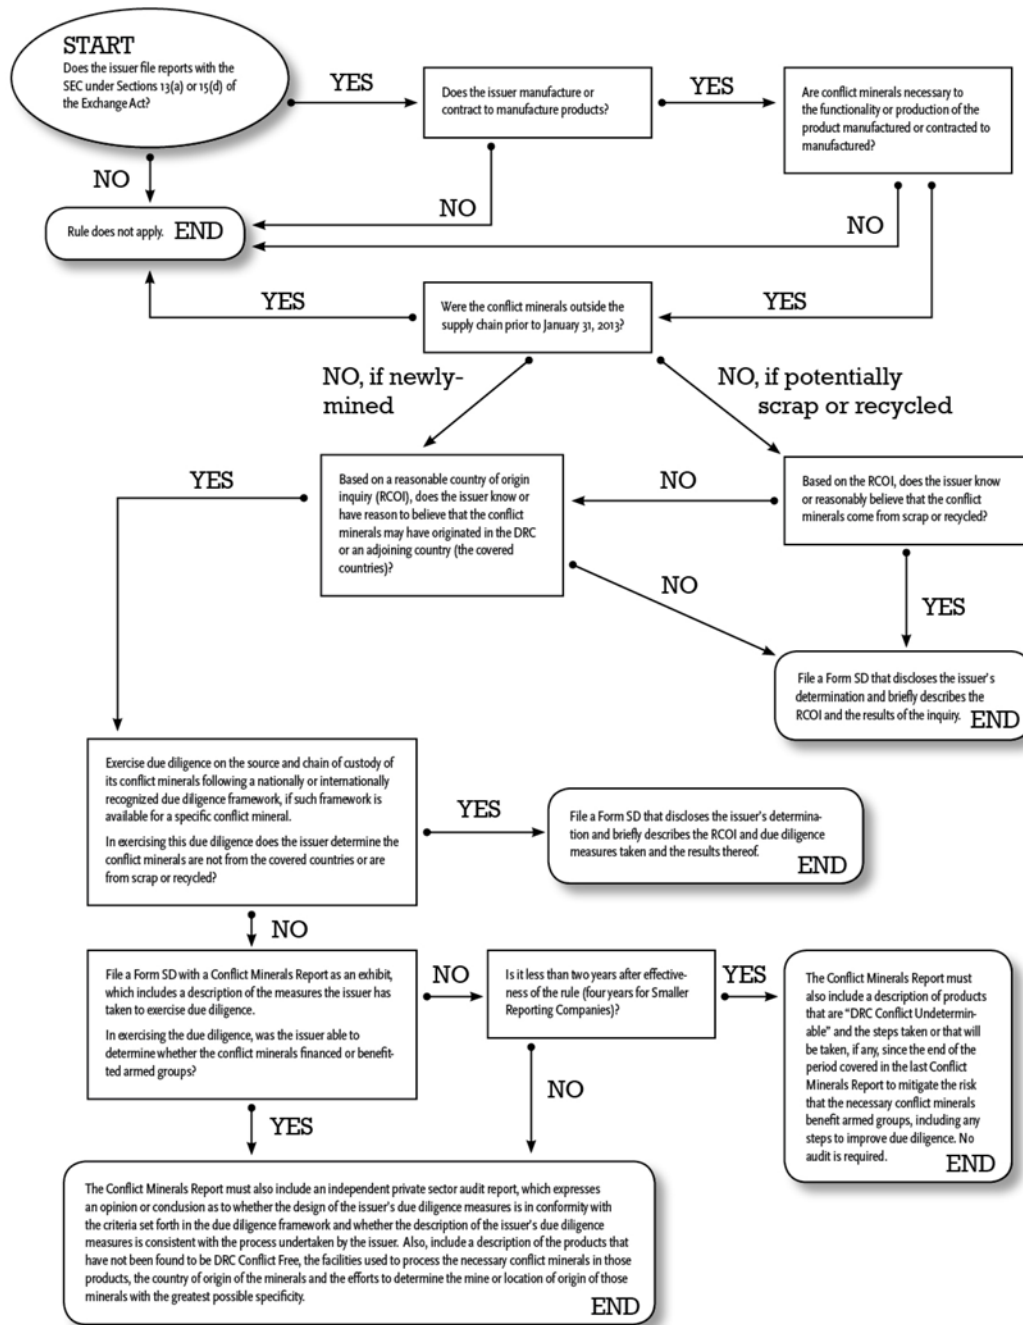 START
Does the issuer file reports with the
SEC under Sections 13(a) or 15(d) of
the Exchange Act?
YES
Does the issuer manufacture or
contract to manufacture products?
YES
Are conflict minerals necessary to
the functionality or production of the
product manufactured or contracted to
manufactured?
NO
NO
NO
Rule does not apply. END
YES
Were the conflict minerals outside the
supply chain prior to January 31, 2013?
YES
NO, if newly-
mined
NO, if potentially
scrap or recycled
YES
Based on a reasonable country of origin
inquiry (RCOI), does the issuer know or
have reason to believe that the conflict
minerals may have originated in the DRC
or an adjoining country (the covered
countries)?
NO
Based on the RCOI, does the issuer know
or reasonably believe that the conflict
minerals come from scrap or recycled?
NO
YES
File a Form SD that discloses the issuer's
determination and briefly describes the
RCOI and the results of the inquiry. END
Exercise due diligence on the source and chain of custody of
its conflict minerals following a nationally or internationally
recognized due diligence framework, if such framework is
available for a specific conflict mineral.
In exercising this due diligence does the issuer determine the
conflict minerals are not from the covered countries or are
from scrap or recycled?
YES
File a Form SD that discloses the issuer's determina-
tion and briefly describes the RCOI and due diligence
measures taken and the results thereof.
END
NO
File a Form SD with a Conflict Minerals Report as an exhibit,
which includes a description of the measures the issuer has
taken to exercise due diligence.
In exercising the due diligence, was the issuer able to
determine whether the conflict minerals financed or benefit-
ted armed groups?
NO
Is it less than two years after effective-
ness of the rule (four years for Smaller
Reporting Companies)?
YES
The Conflict Minerals Report must
also include a description of products
that are “DRC Conflict Undetermin-
able” and the steps taken or that will
be taken, if any, since the end of the
period covered in the last Conflict
Minerals Report to mitigate the risk
that the necessary conflict minerals
benefit armed groups, including any
steps to improve due diligence. No
audit is required.
END
YES
NO
The Conflict Minerals Report must also include an independent private sector audit report, which expresses
an opinion or conclusion as to whether the design of the issuer's due diligence measures is in conformity with
the criteria set forth in the due diligence framework and whether the description of the issuer's due diligence
measures is consistent with the process undertaken by the issuer. Also, include a description of the products that
have not been found to be DRC Conflict Free, the facilities used to process the necessary conflict minerals in those
products, the country of origin of the minerals and the efforts to determine the mine or location of origin of those
minerals with the greatest possible specificity.
END